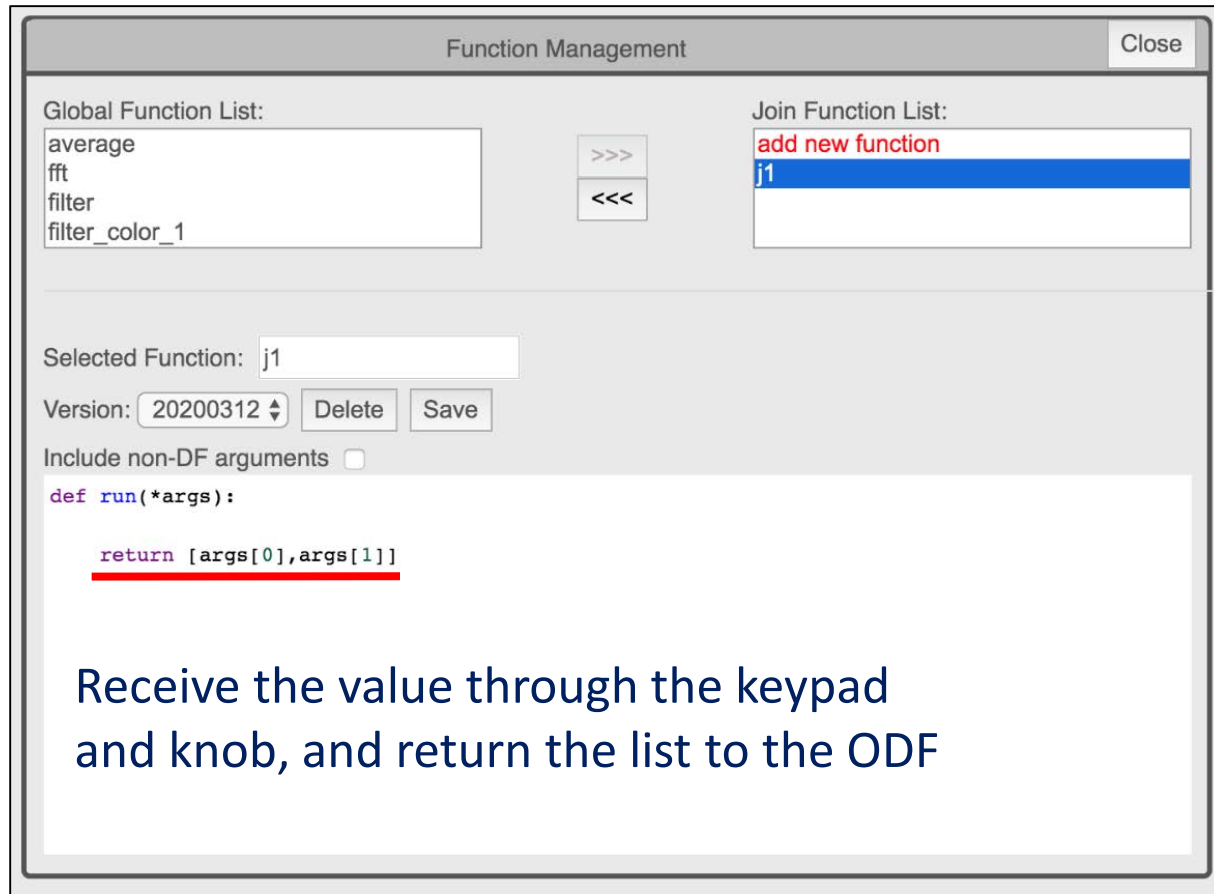 Function Management
Close
Global Function List:
average
fft
filter
filter_color_1
>>>
<<<
Join Function List:
add new function
j1
Selected Function: j1
Version: 20200312 Delete Save
Include non-DF arguments
def run(*args):
return [args[0],args[1]]
Receive the value through the keypad
and knob, and return the list to the ODF